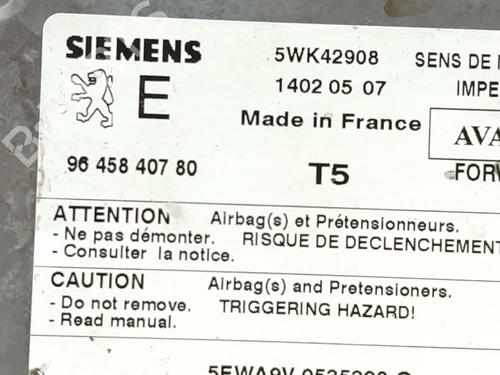 SIEMENS
E
5WK42908
1402 05 07
Made in France
SENS DE
IMPE
AVA
FORW
96 458 407 80
T5
ATTENTION
Airbag(s) et Prétensionneurs.
- Ne pas démonter.
RISQUE DE DECLENCHEMENT
- Consulter la notice.
CAUTION
Airbag(s) and Pretensioners.
- Do not remove.
TRIGGERING HAZARD!
- Read manual.